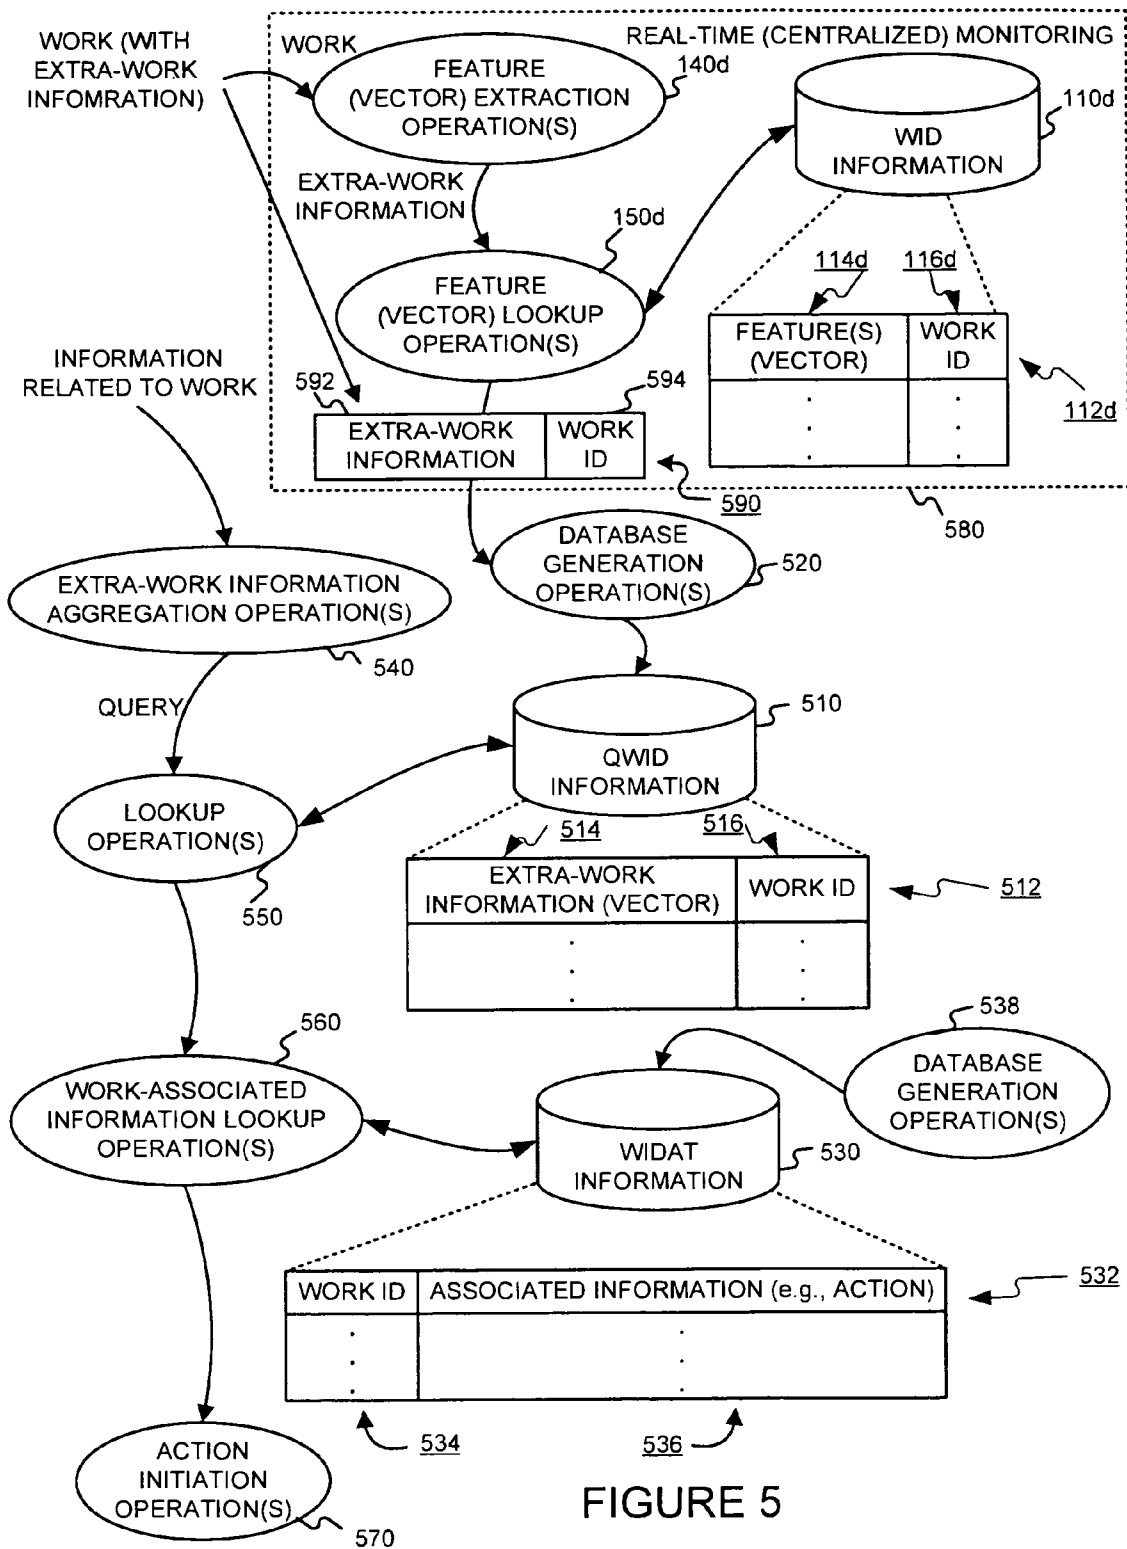 WORK (WITH
EXTRA-WORK
INFOMRATION)
WORK
REAL-TIME (CENTRALIZED) MONITORING
FEATURE
(VECTOR) EXTRACTION
OPERATION(S)
140d
110d
WID
INFORMATION
EXTRA-WORK
INFORMATION
150d
FEATURE
(VECTOR) LOOKUP
OPERATION(S)
114d
116d
FEATURE(S)
(VECTOR)
WORK
ID
.
.
.
.
112d
INFORMATION
RELATED TO WORK
592
594
EXTRA-WORK
INFORMATION
WORK
ID
590
580
DATABASE
GENERATION
OPERATION(S)
520
EXTRA-WORK INFORMATION
AGGREGATION OPERATION(S)
540
QUERY
510
QWID
INFORMATION
LOOKUP
OPERATION(S)
550
514
516
EXTRA-WORK
INFORMATION (VECTOR)
WORK ID
.
.
.
.
.
.
512
560
538
WORK-ASSOCIATED
INFORMATION LOOKUP
OPERATION(S)
DATABASE
GENERATION
OPERATION(S)
WIDAT
INFORMATION
530
WORK ID
ASSOCIATED INFORMATION (e.g., ACTION)
.
.
.
.
.
.
532
534
536
ACTION
INITIATION
OPERATION(S)
570
FIGURE 5